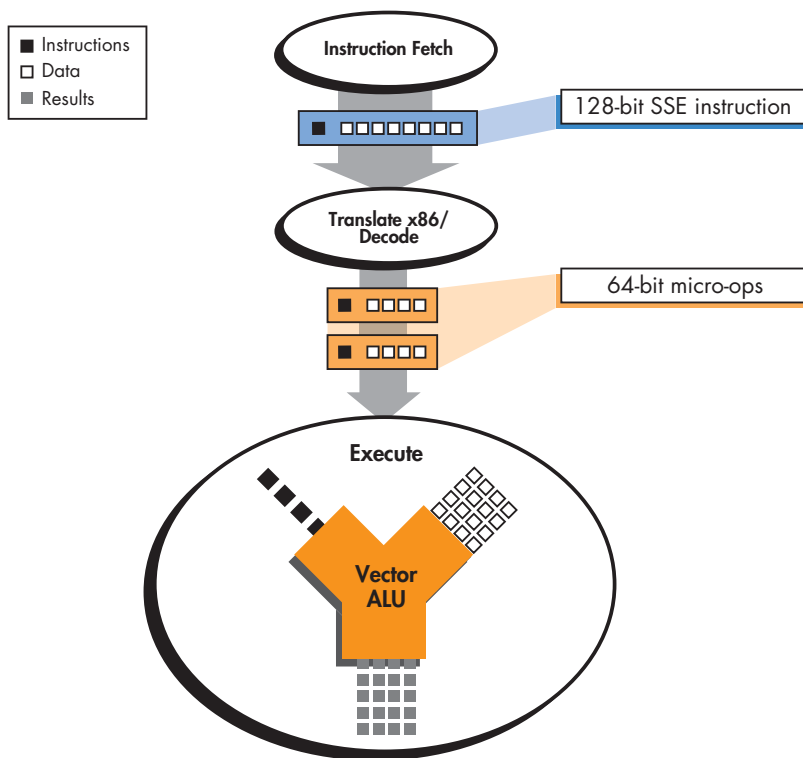 Instruction Fetch
Instructions
Data
Results
128-bit SSE instruction
Translate x86/
Decode
64-bit micro-ops
Execute
Vector
ALU